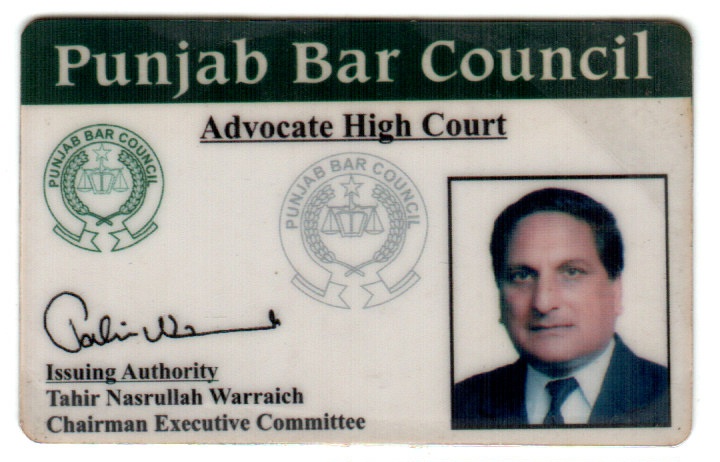 Punjab Bar Council
Advocate High Court
PUNJAB BAR COUNCIL
PUNJAB BAR COUNCIL
Issuing Authority
Tahir Nasrullah Warraich
Chairman Executive Committee